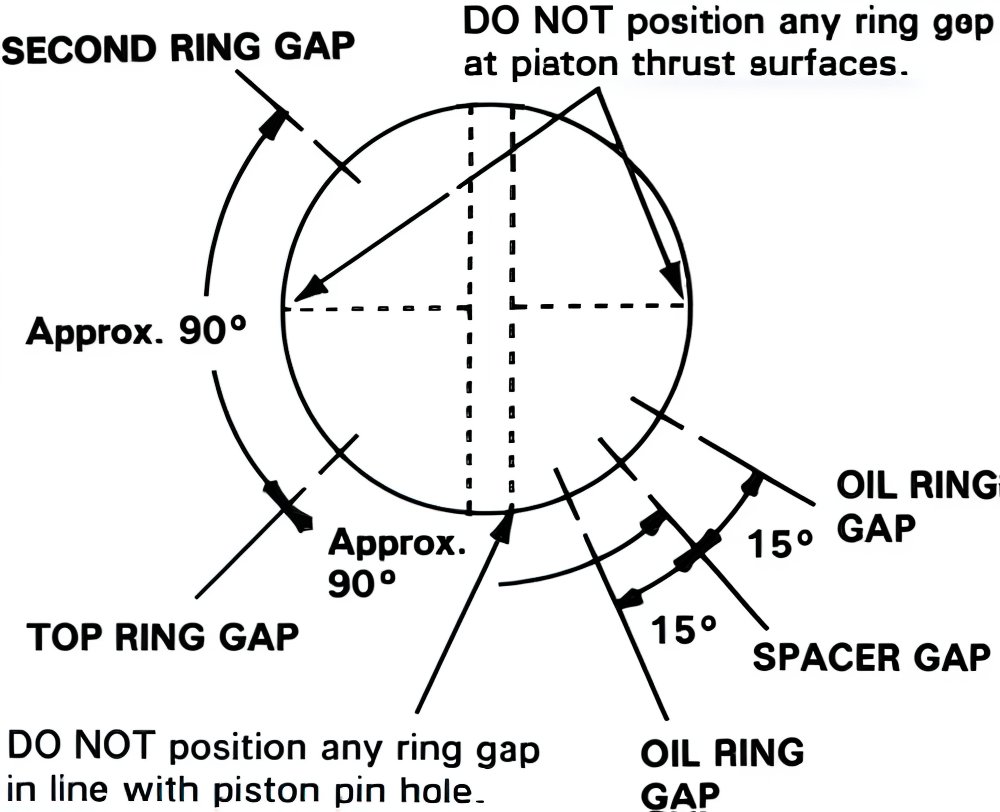 SECOND RING GAP
DO NOT position any ring gap
at piaton thrust surfaces.
Approx. 90°
OIL RING
GAP
15°
Approx.
90°
15°
TOP RING GAP
SPACER GAP
DO NOT position any ring gap
in line with piston pin hole.
OIL RING
GAP